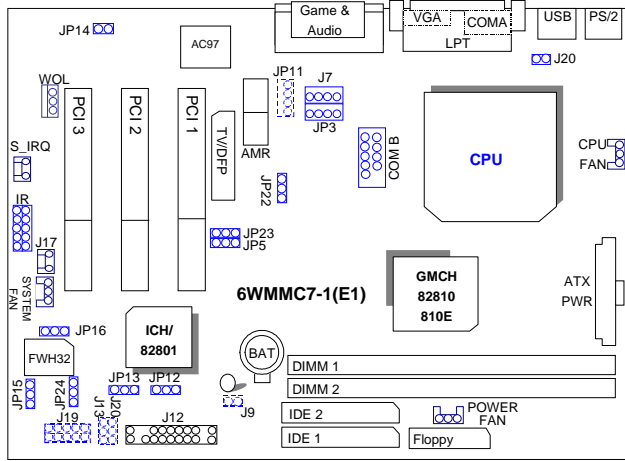 Game &
Audio
VGA
COMA
LPT
USB
PS/2
JP14
AC97
J20
WOL
JP11
J7
JP3
PCI 3
PCI 2
PCI 1
TV/DFP
AMR
S_IRQ
COM B
CPU
CPU
FAN
JP22
IR
JP23
JP5
J17
SYSTEM
FAN
6WMMC7-1(E1)
GMCH
82810
810E
ATX
PWR
JP16
ICH/
82801
FWH32
BAT
DIMM 1
DIMM 2
JP15
JP24
JP13
JP12
J9
IDE 2
IDE 1
POWER
FAN
Floppy
J19
J13
J20
J12